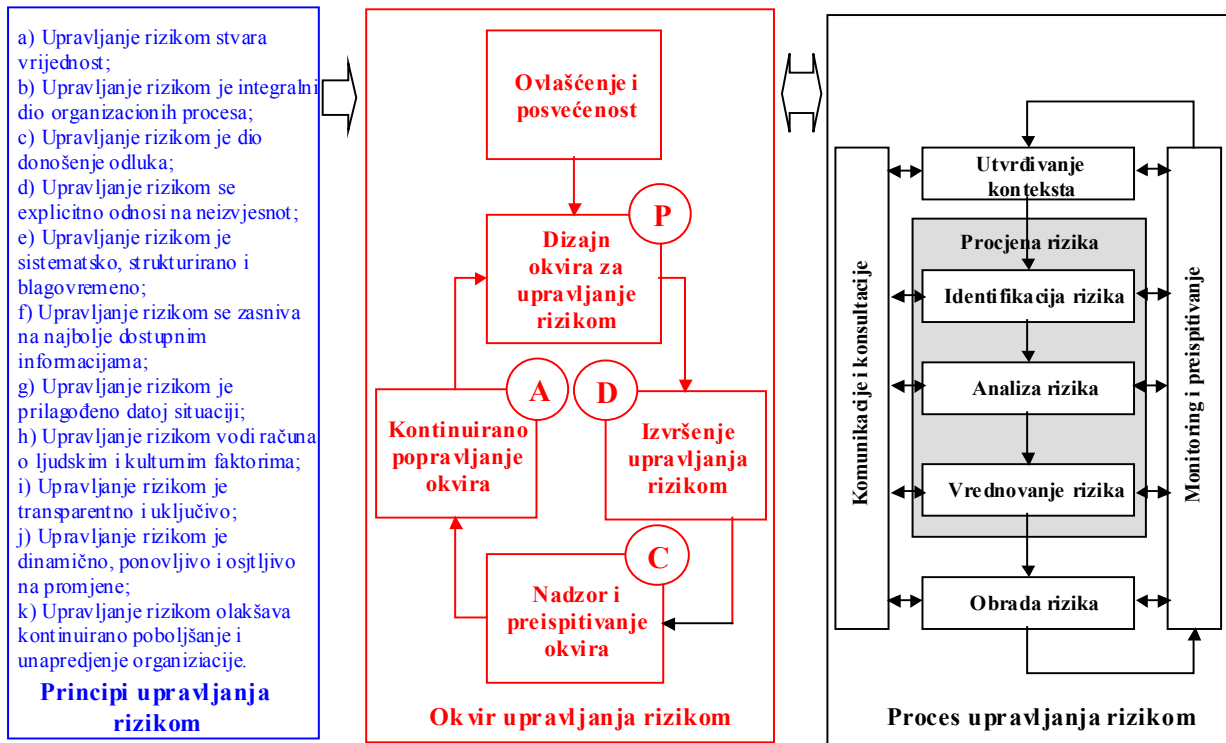 a) Upravljanje rizikom stvara
vrijednost;
b) Upravljanje rizikom je integralni
dio organizacionih procesa;
c) Upravljanje rizikom je dio
donošenje odluka;
d) Upravljanje rizikom se
explicitno odnosi na neizvjesnot;
e) Upravljanje rizikom je
sistematsko, strukturirano i
blagovremeno;
f) Upravljanje rizikom se zasniva
na najbolje dostupnim
informacijama;
g) Upravljanje rizikom je
prilagođeno datoj situaciji;
h) Upravljanje rizikom vodi računa
o ljudskim i kulturnim faktorima;
i) Upravljanje rizikom je
transparentno i uključivo;
j) Upravljanje rizikom je
dinamično, ponovljivo i osjtljivo
na promjene;
k) Upravljanje rizikom olakšava
kontinuirano poboljšanje i
unapredjenje organiziacije.
Principi upravljanja
rizikom
Ovlašćenje i
posvećenost
P
Dizajn
okvira za
upravljanje
rizikom
A
Kontinuirano
popravljanje
okvira
D
Izvršenje
upravljanja
rizikom
C
Nadzor i
preispitivanje
okvira
Okvir upravljanja rizikom
Komunikacije i konsultacije
Utvrđivanje
konteksta
Procjena rizika
Identifikacija rizika
Analiza rizika
Vrednovanje rizika
Obrada rizika
Monitoring i preispitivanje
Proces upravljanja rizikom